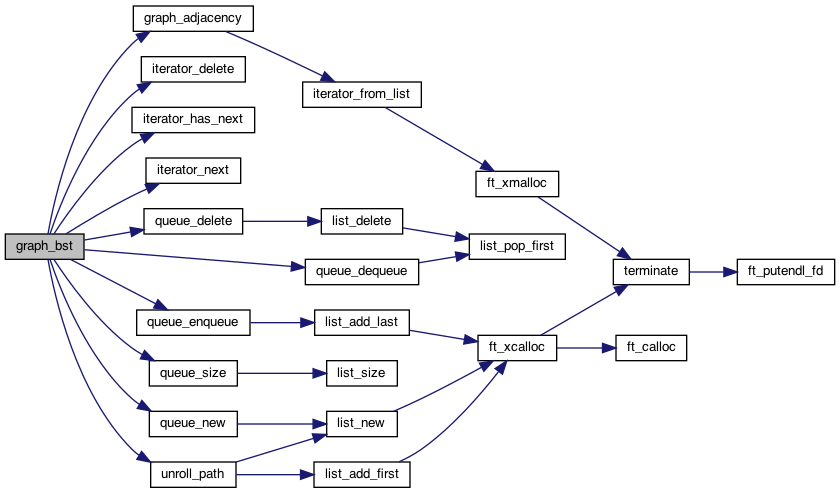 graph_adjacency
iterator_delete
iterator_from_list
iterator_has_next
iterator_next
ft_xmalloc
queue_delete
list_delete
graph_bst
list_pop_first
queue_dequeue
terminate
ft_putendl_fd
queue_enqueue
list_add_last
ft_xcalloc
ft_calloc
queue_size
list_size
queue_new
list_new
unroll_path
list_add_first